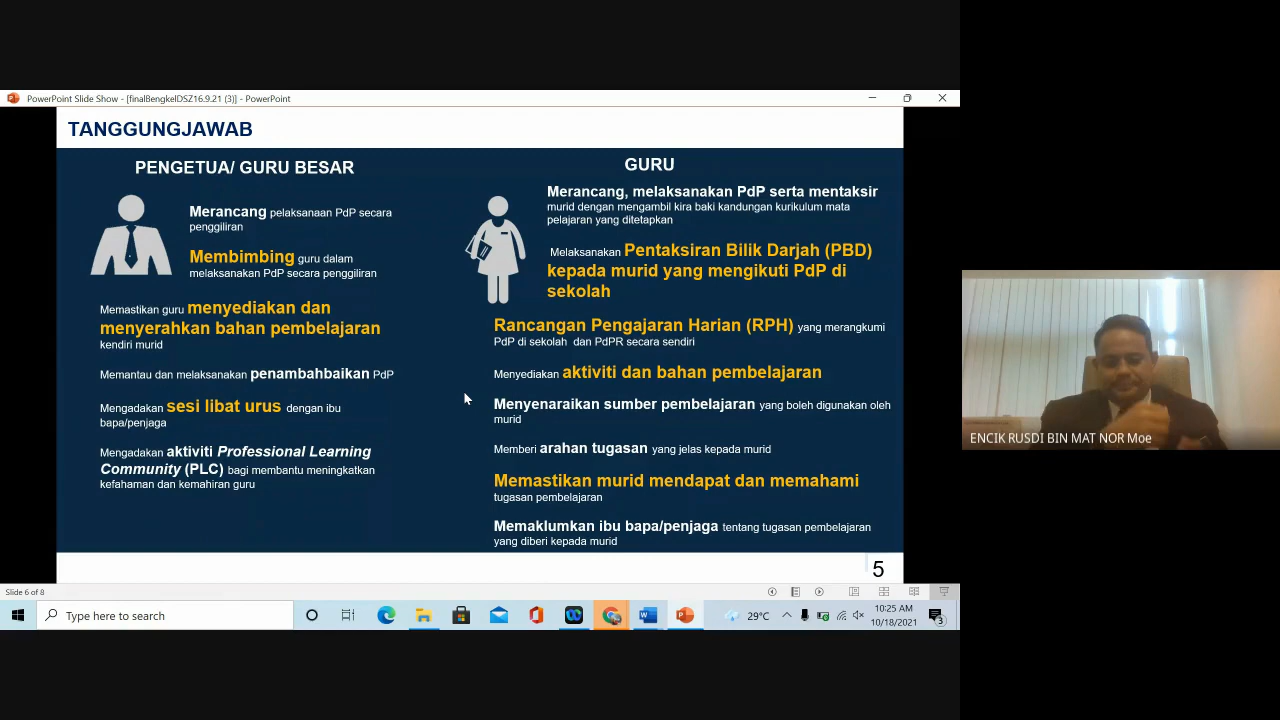 PowerPoint Slide Show - [finalBengkelDSZ16.9.21 (3)] - PowerPoint
TANGGUNGJAWAB
PENGETUA/ GURU BESAR
Merancang pelaksanaan PdP secara
penggiliran
Membimbing guru dalam
melaksanakan PdP secara penggiliran
Memastikan guru menyediakan dan
menyerahkan bahan pembelajaran
kendiri murid
Memantau dan melaksanakan penambahbaikan PdP
Mengadakan sesi libat urus dengan ibu
bapa/penjaga
Mengadakan aktiviti Professional Learning
Community (PLC) bagi membantu meningkatkan
kefahaman dan kemahiran guru
GURU
Merancang, melaksanakan PdP serta mentaksir
murid dengan mengambil kira baki kandungan kurikulum mata
pelajaran yang ditetapkan
Melaksanakan Pentaksiran Bilik Darjah (PBD)
kepada murid yang mengikuti PdP di
sekolah
Rancangan Pengajaran Harian (RPH) yang merangkumi
PdP di sekolah dan PdPR secara sendiri
Menyediakan aktiviti dan bahan pembelajaran
Menyenaraikan sumber pembelajaran yang boleh digunakan oleh
murid
Memberi arahan tugasan yang jelas kepada murid
Memastikan murid mendapat dan memahami
tugasan pembelajaran
Memaklumkan ibu bapa/penjaga tentang tugasan pembelajaran
yang diberi kepada murid
5
ENCIK RUSDI BIN MAT NOR Moe
Slide 6 of 8
Type here to search
29°C
10:25 AM
10/18/2021
3